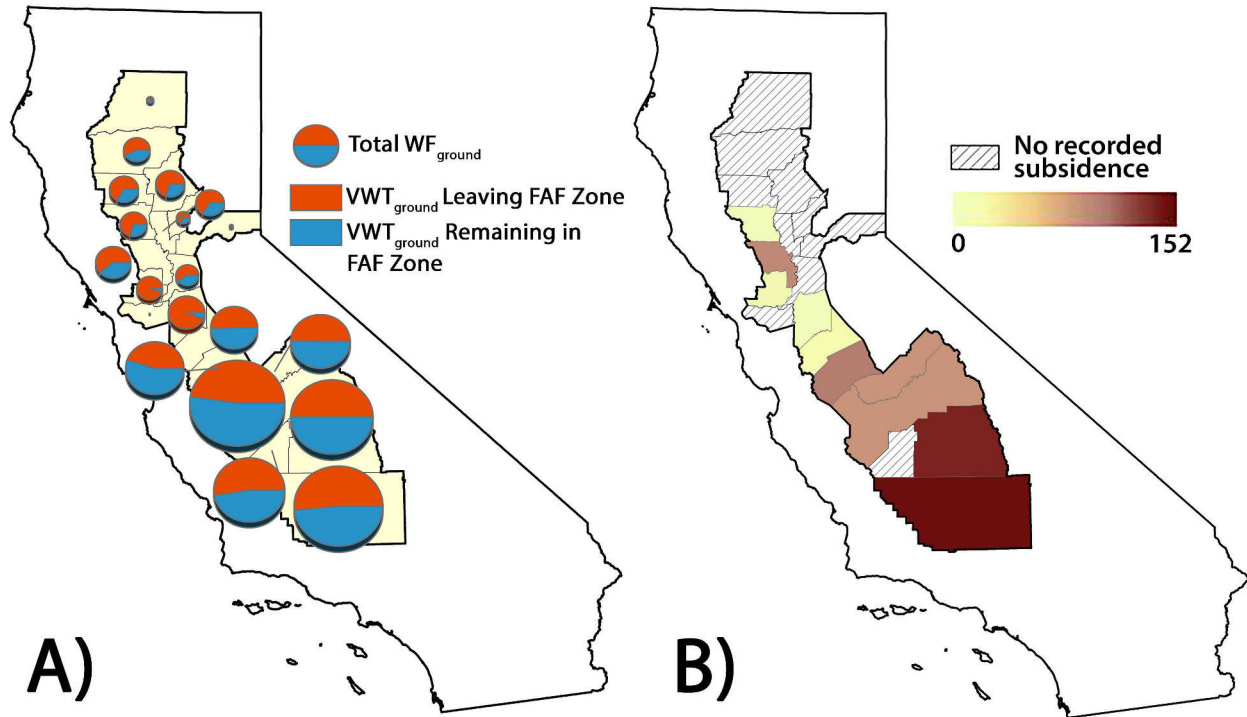 Total WFground
VWTground Leaving FAF Zone
VWTground Remaining in
FAF Zone
No recorded
subsidence
0 152
A)
B)